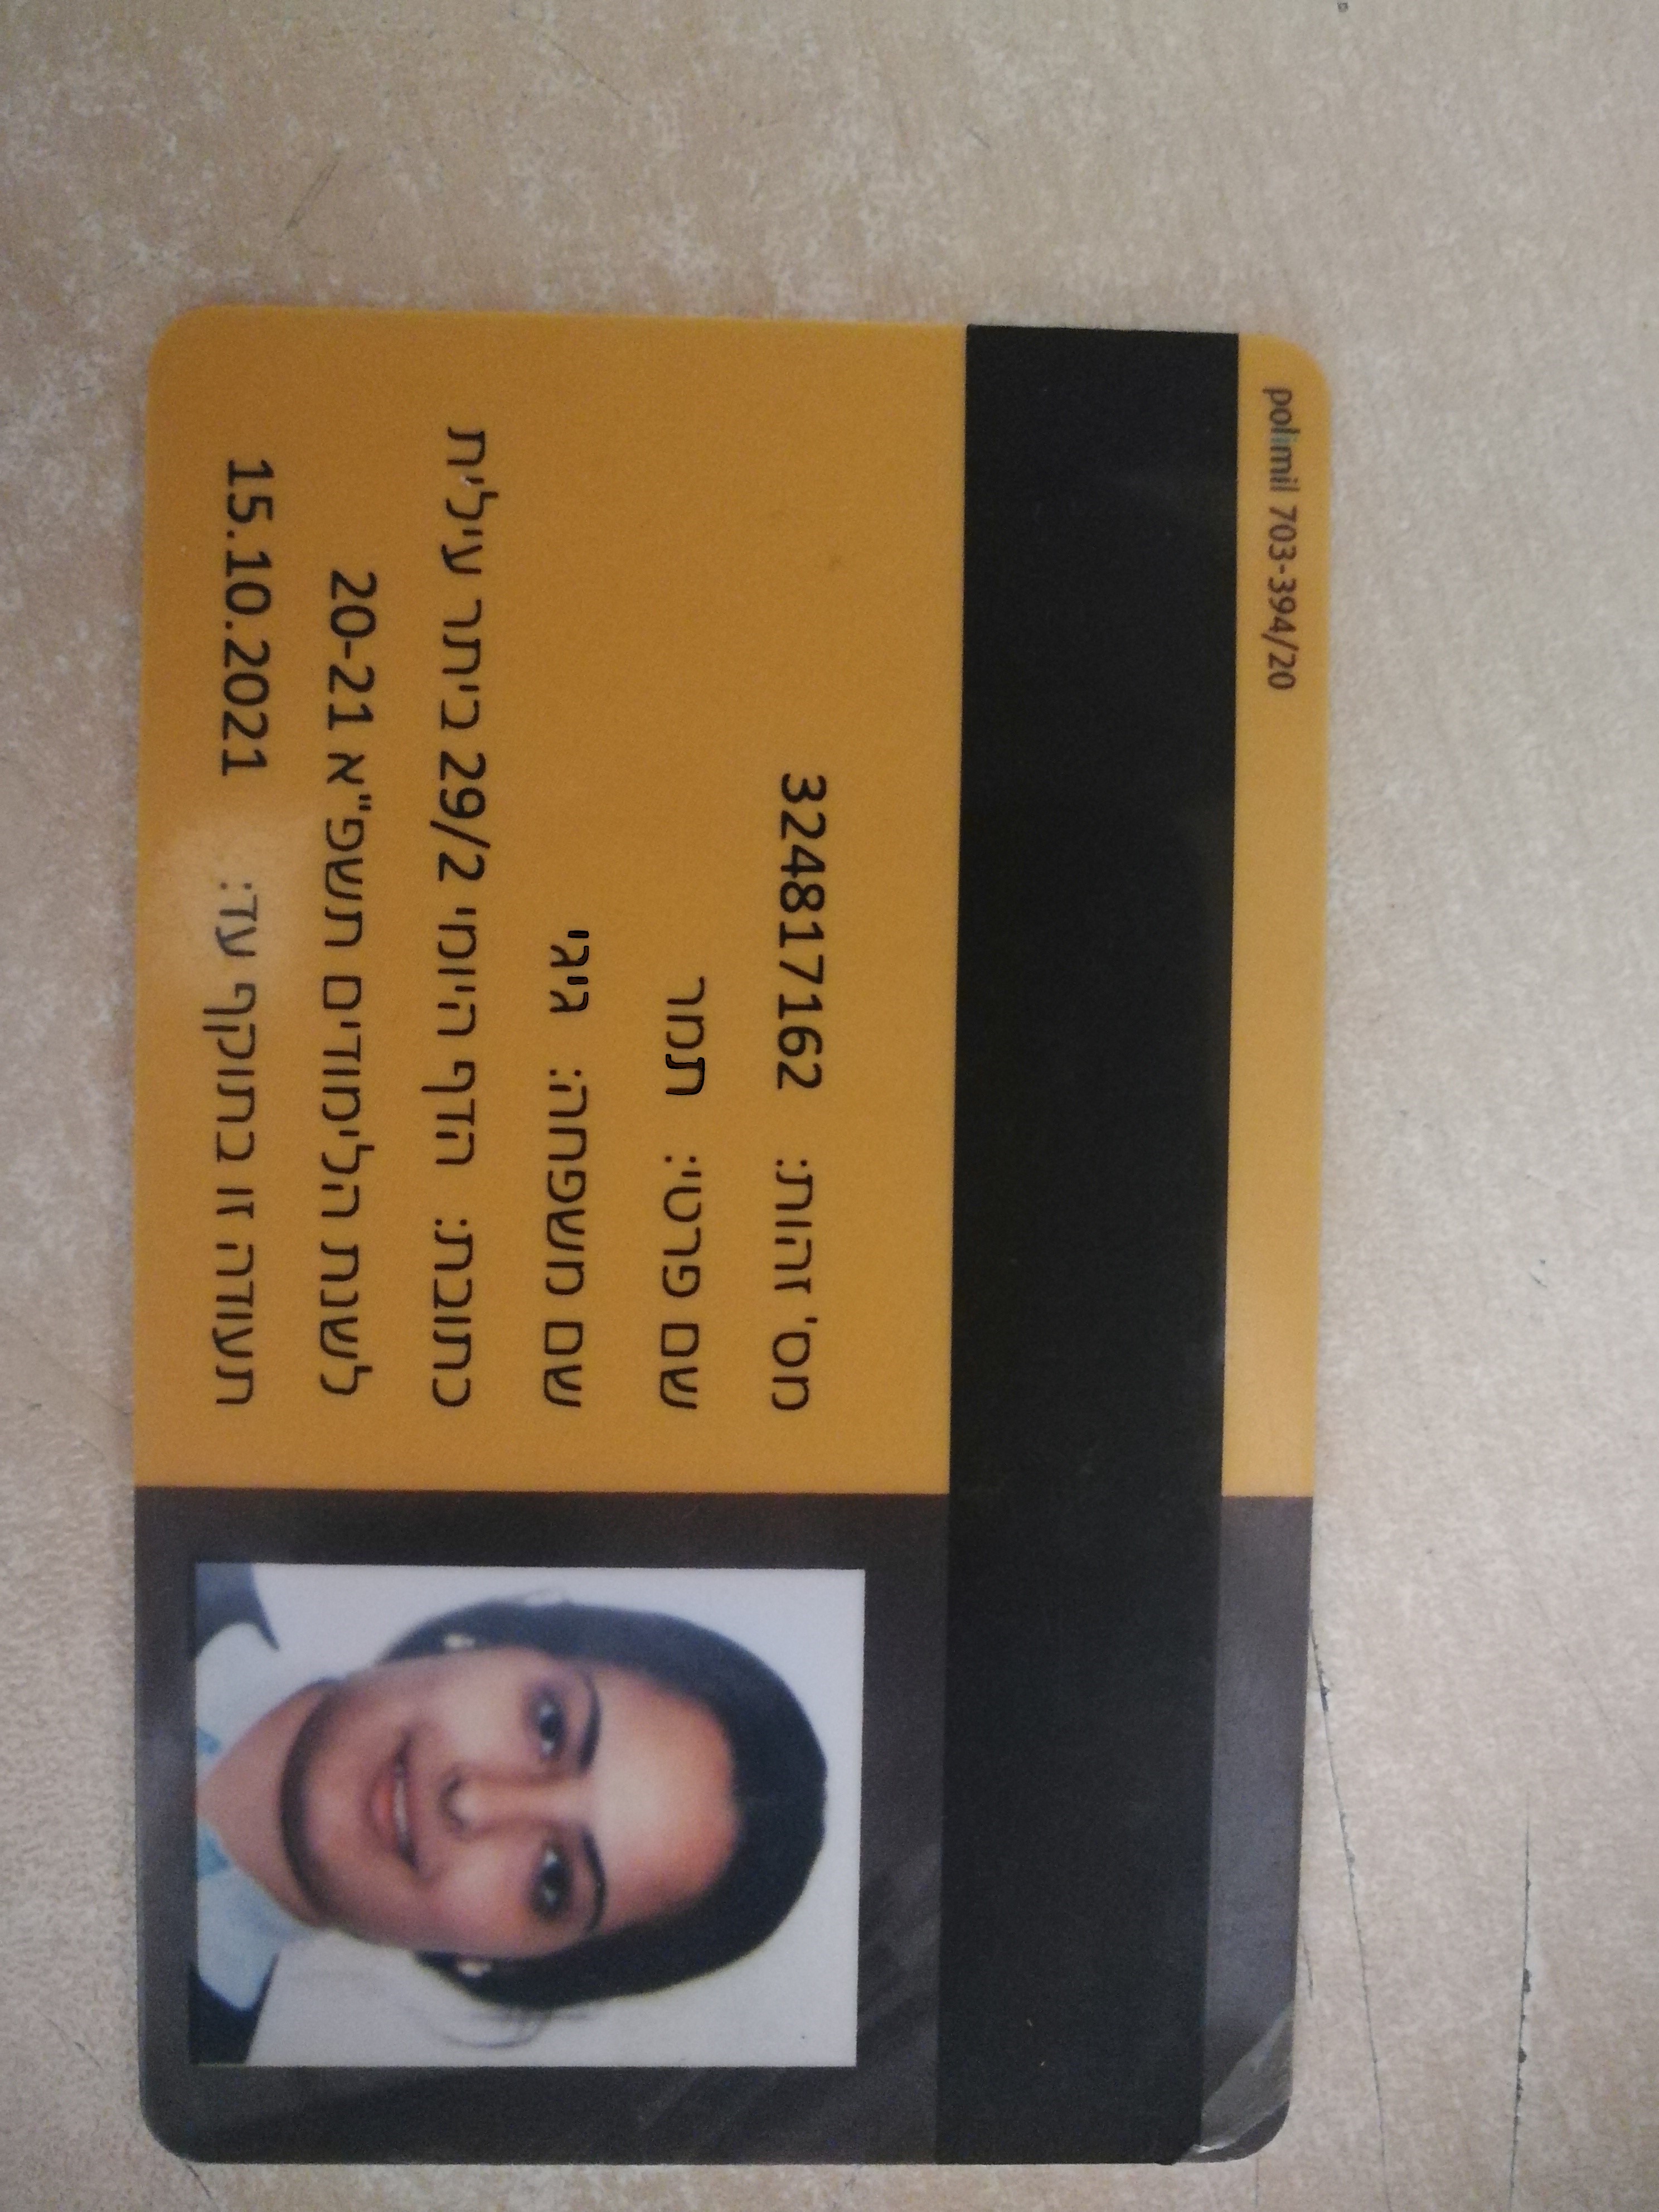 polimil 703-394/20
מס' זהות: 324817162
שם פרטי: תמר
שם משפחה: גיגי
כתובת: הדף היומי 29/2 ביתר עילית
לשנת הלימודים תשפ"א 20-21
תעודה זו בתוקף עד: 15.10.2021